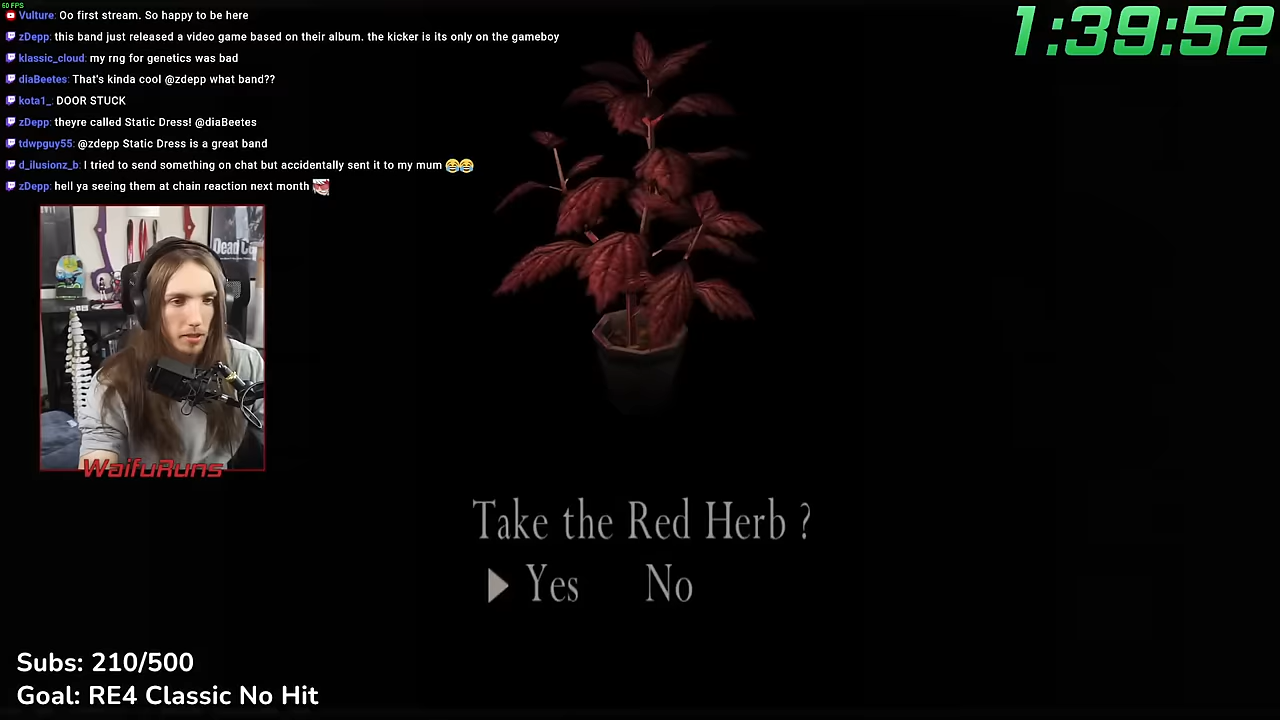 60 FPS
Vulture: Oo first stream. So happy to be here
zDepp: this band just released a video game based on their album. the kicker is its only on the gameboy
klassic_cloud: my rng for genetics was bad
diaBeetes: That's kinda cool @zdepp what band??
kota1_: DOOR STUCK
zDepp: theyre called Static Dress! @diaBeetes
tdwpguy55: @zdepp Static Dress is a great band
d_ilusionz_b: I tried to send something on chat but accidentally sent it to my mum 😂😂
zDepp: hell ya seeing them at chain reaction next month
1:39:52
Dead
WaifuRuns
Take the Red Herb ?
Yes No
Subs: 210/500
Goal: RE4 Classic No Hit